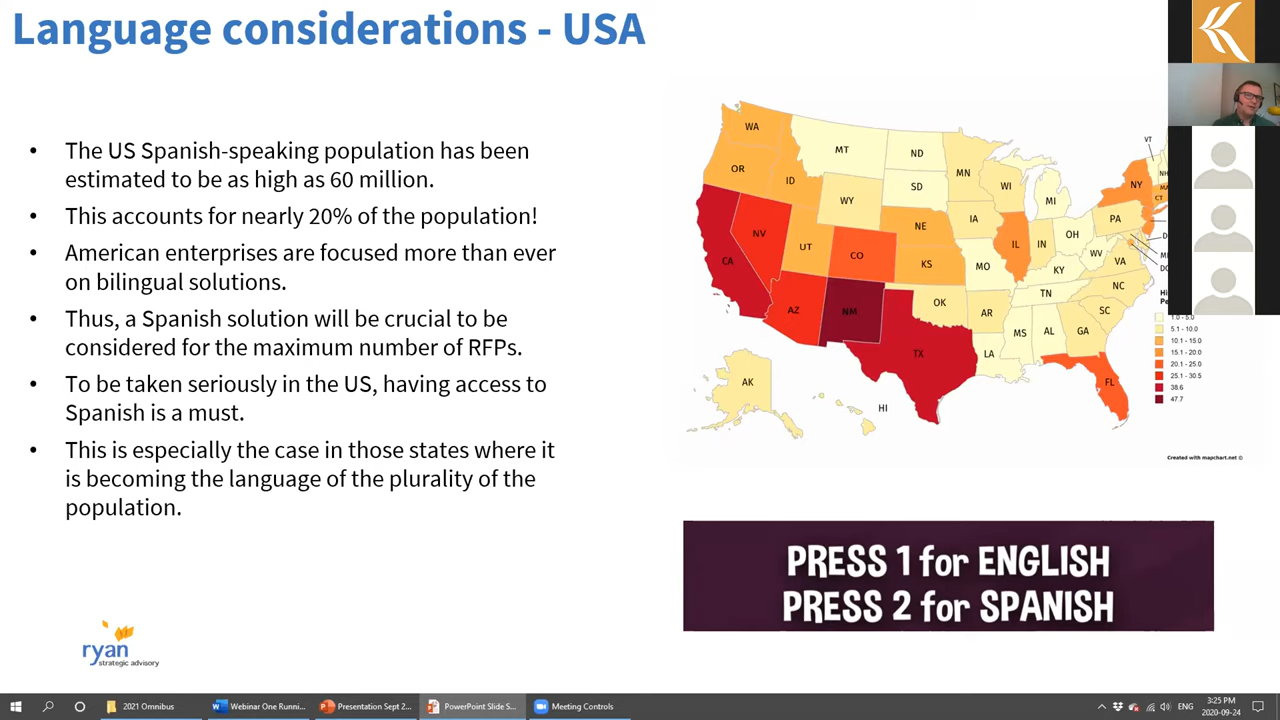 Language considerations - USA
• The US Spanish-speaking population has been
estimated to be as high as 60 million.
• This accounts for nearly 20% of the population!
• American enterprises are focused more than ever
on bilingual solutions.
• Thus, a Spanish solution will be crucial to be
considered for the maximum number of RFPs.
• To be taken seriously in the US, having access to
Spanish is a must.
• This is especially the case in those states where it
is becoming the language of the plurality of the
population.
WA
MT
ND
MN
VT
OR
ID
SD
WI
MI
NY
WY
IA
PA
CT
NV
UT
CO
NE
IL
IN
OH
CA
KS
MO
KY
WV
VA
AZ
NM
OK
AR
TN
NC
SC
TX
LA
MS
AL
GA
AK
HI
FL
1.0 - 5.0
5.1 - 10.0
10.1 - 15.0
15.1 - 20.0
20.1 - 25.0
25.1 - 30.5
38.6
47.7
Created with mapchart.net ©
PRESS 1 for ENGLISH
PRESS 2 for SPANISH
ryan
strategic advisory
2021 Omnibus
Webinar One Runni...
Presentation Sept 2...
PowerPoint Slide S...
Meeting Controls
ENG
3:25 PM
2020-09-24